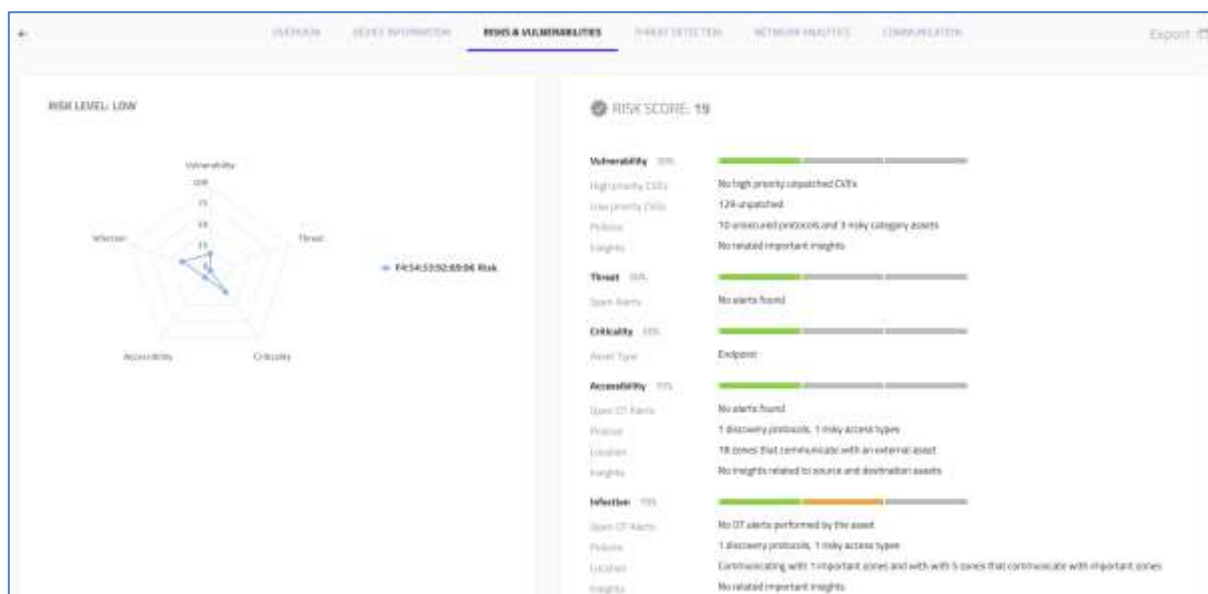 OVERVIEW DEVICE INFORMATION RISKS & VULNERABILITIES THREAT DETECTION NETWORK ANALYTICS COMMUNICATION Export
RISK LEVEL: LOW
Vulnerability
100
75
50
25
0
Infection
Threat
Accessibility
Criticality
F4:54:33:92:69:06 Risk
RISK SCORE: 19
Vulnerability
High priority CVEs No high priority unpatched CVEs
Low priority CVEs 129 unpatched
Policies 10 unsecured protocols and 3 risky category assets
Insights No related important insights
Threat
Open Alerts No alerts found
Criticality
Asset Type Endpoint
Accessibility
Open OT Alerts No alerts found
Policies 1 discovery protocols, 1 risky access types
Location 18 zones that communicate with an external asset
Insights No insights related to source and destination assets
Infection
Open OT Alerts No OT alerts performed by the asset
Policies 1 discovery protocols, 1 risky access types
Location Communicating with 1 important zones and with with 5 zones that communicate with important zones
Insights No related important insights